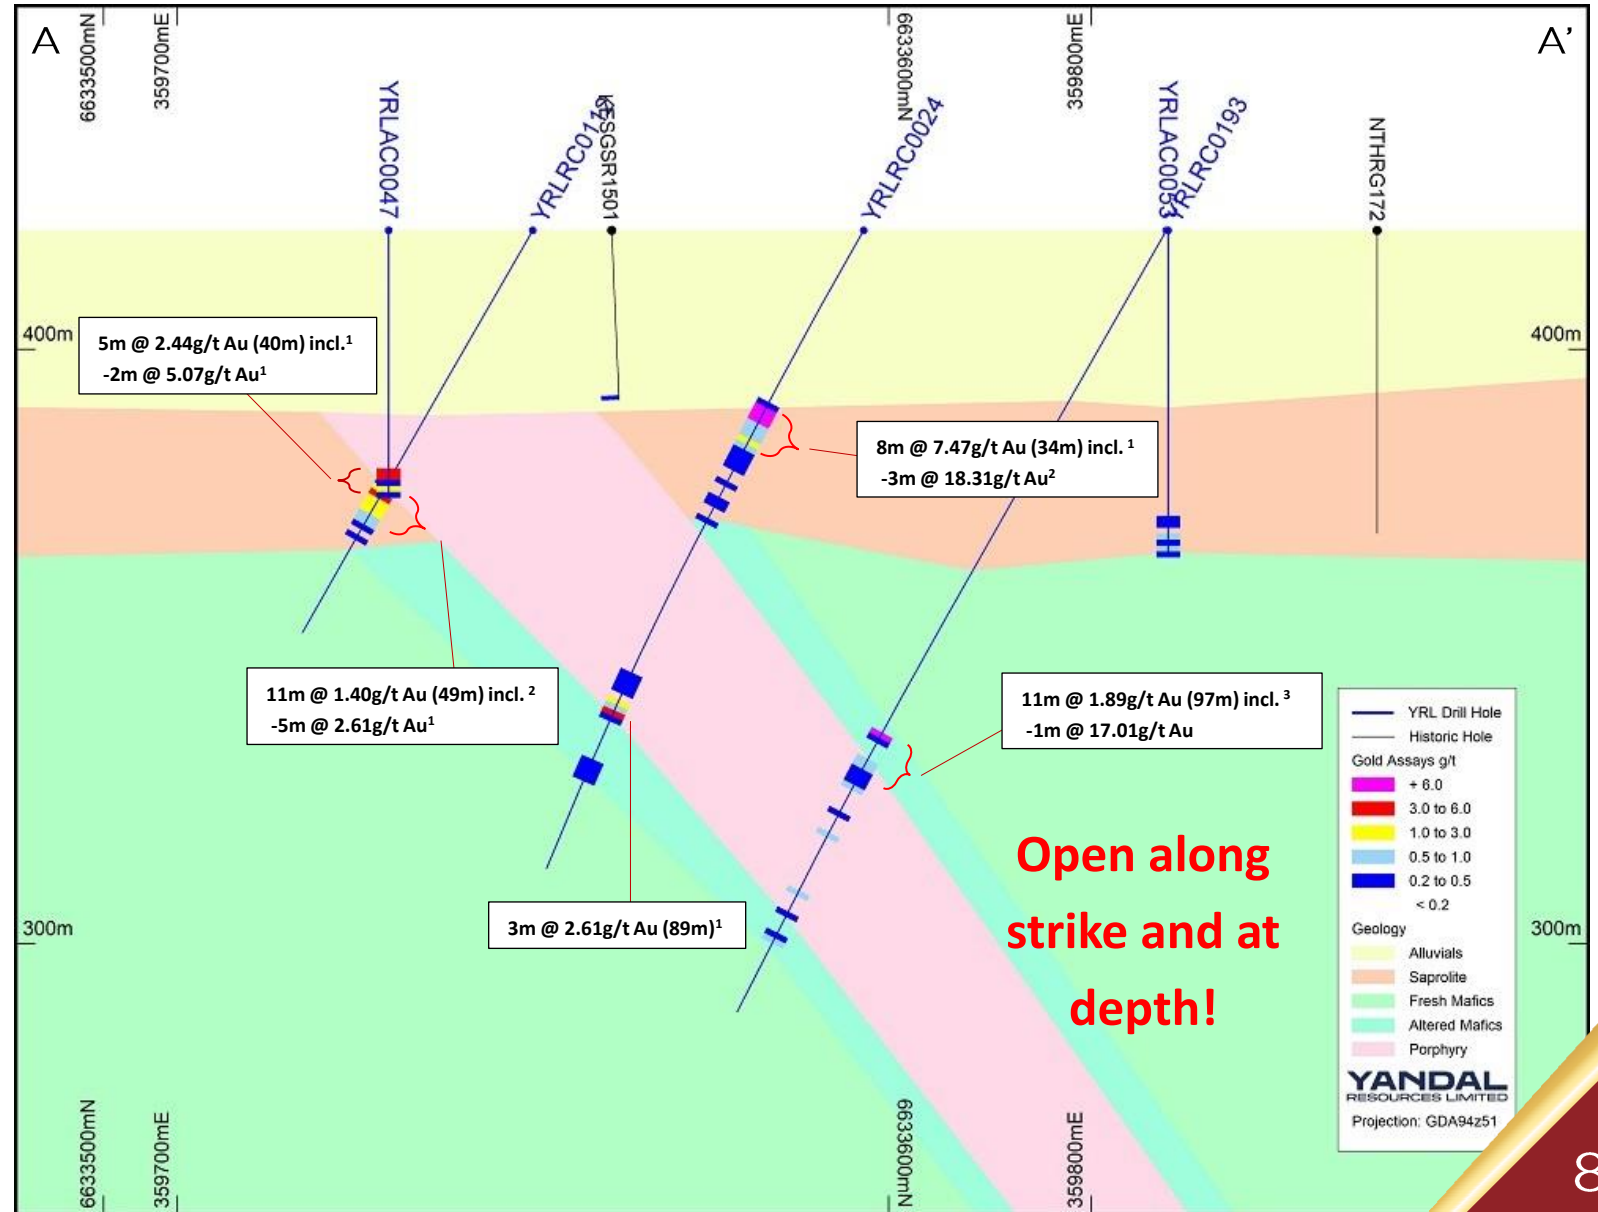 A
A'
6633500mN
359700mE
6633600mN
359800mE
YRLAC0047
KFSGSR1501
YRLRC0024
YRLAC0053
YRLRC0193
NTHRG172
400m
400m
5m @ 2.44g/t Au (40m) incl.¹
-2m @ 5.07g/t Au¹
8m @ 7.47g/t Au (34m) incl. ¹
-3m @ 18.31g/t Au²
11m @ 1.40g/t Au (49m) incl. ²
-5m @ 2.61g/t Au¹
11m @ 1.89g/t Au (97m) incl. ³
-1m @ 17.01g/t Au
3m @ 2.61g/t Au (89m)¹
Open along
strike and at
depth!
300m
300m
YRL Drill Hole
Historic Hole
Gold Assays g/t
+ 6.0
3.0 to 6.0
1.0 to 3.0
0.5 to 1.0
0.2 to 0.5
< 0.2
Geology
Alluvials
Saprolite
Fresh Mafics
Altered Mafics
Porphyry
YANDAL
RESOURCES LIMITED
Projection: GDA94z51
6633500mN
359700mE
6633600mN
359800mE
8